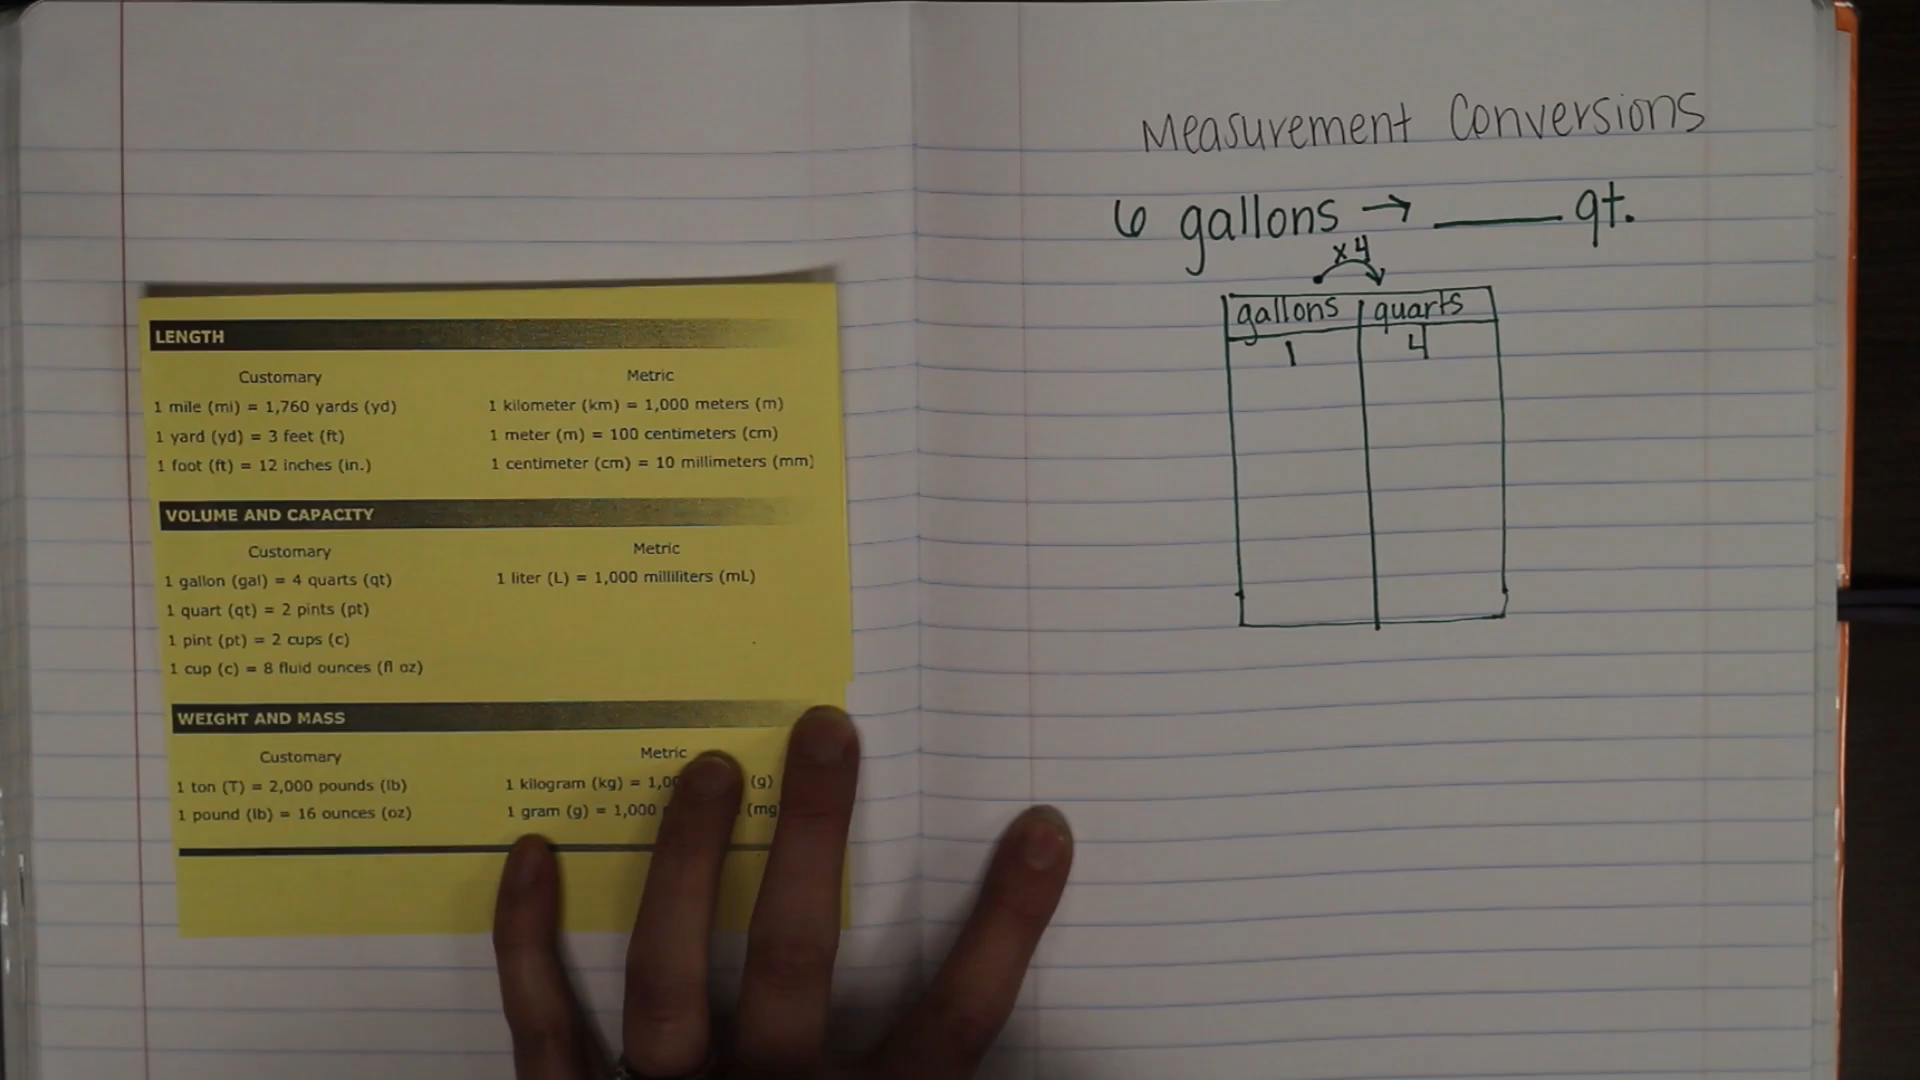 LENGTH
Customary Metric
1 mile (mi) = 1,760 yards (yd) 1 kilometer (km) = 1,000 meters (m)
1 yard (yd) = 3 feet (ft) 1 meter (m) = 100 centimeters (cm)
1 foot (ft) = 12 inches (in.) 1 centimeter (cm) = 10 millimeters (mm)
VOLUME AND CAPACITY
Customary Metric
1 gallon (gal) = 4 quarts (qt) 1 liter (L) = 1,000 milliliters (mL)
1 quart (qt) = 2 pints (pt)
1 pint (pt) = 2 cups (c)
1 cup (c) = 8 fluid ounces (fl oz)
WEIGHT AND MASS
Customary Metric
1 ton (T) = 2,000 pounds (lb) 1 kilogram (kg) = (g)
1 pound (lb) = 16 ounces (oz) 1 gram (g) = 1,000 (mg)
Measurement Conversions
6 gallons → ____ qt.
x4
gallons quarts
1 4